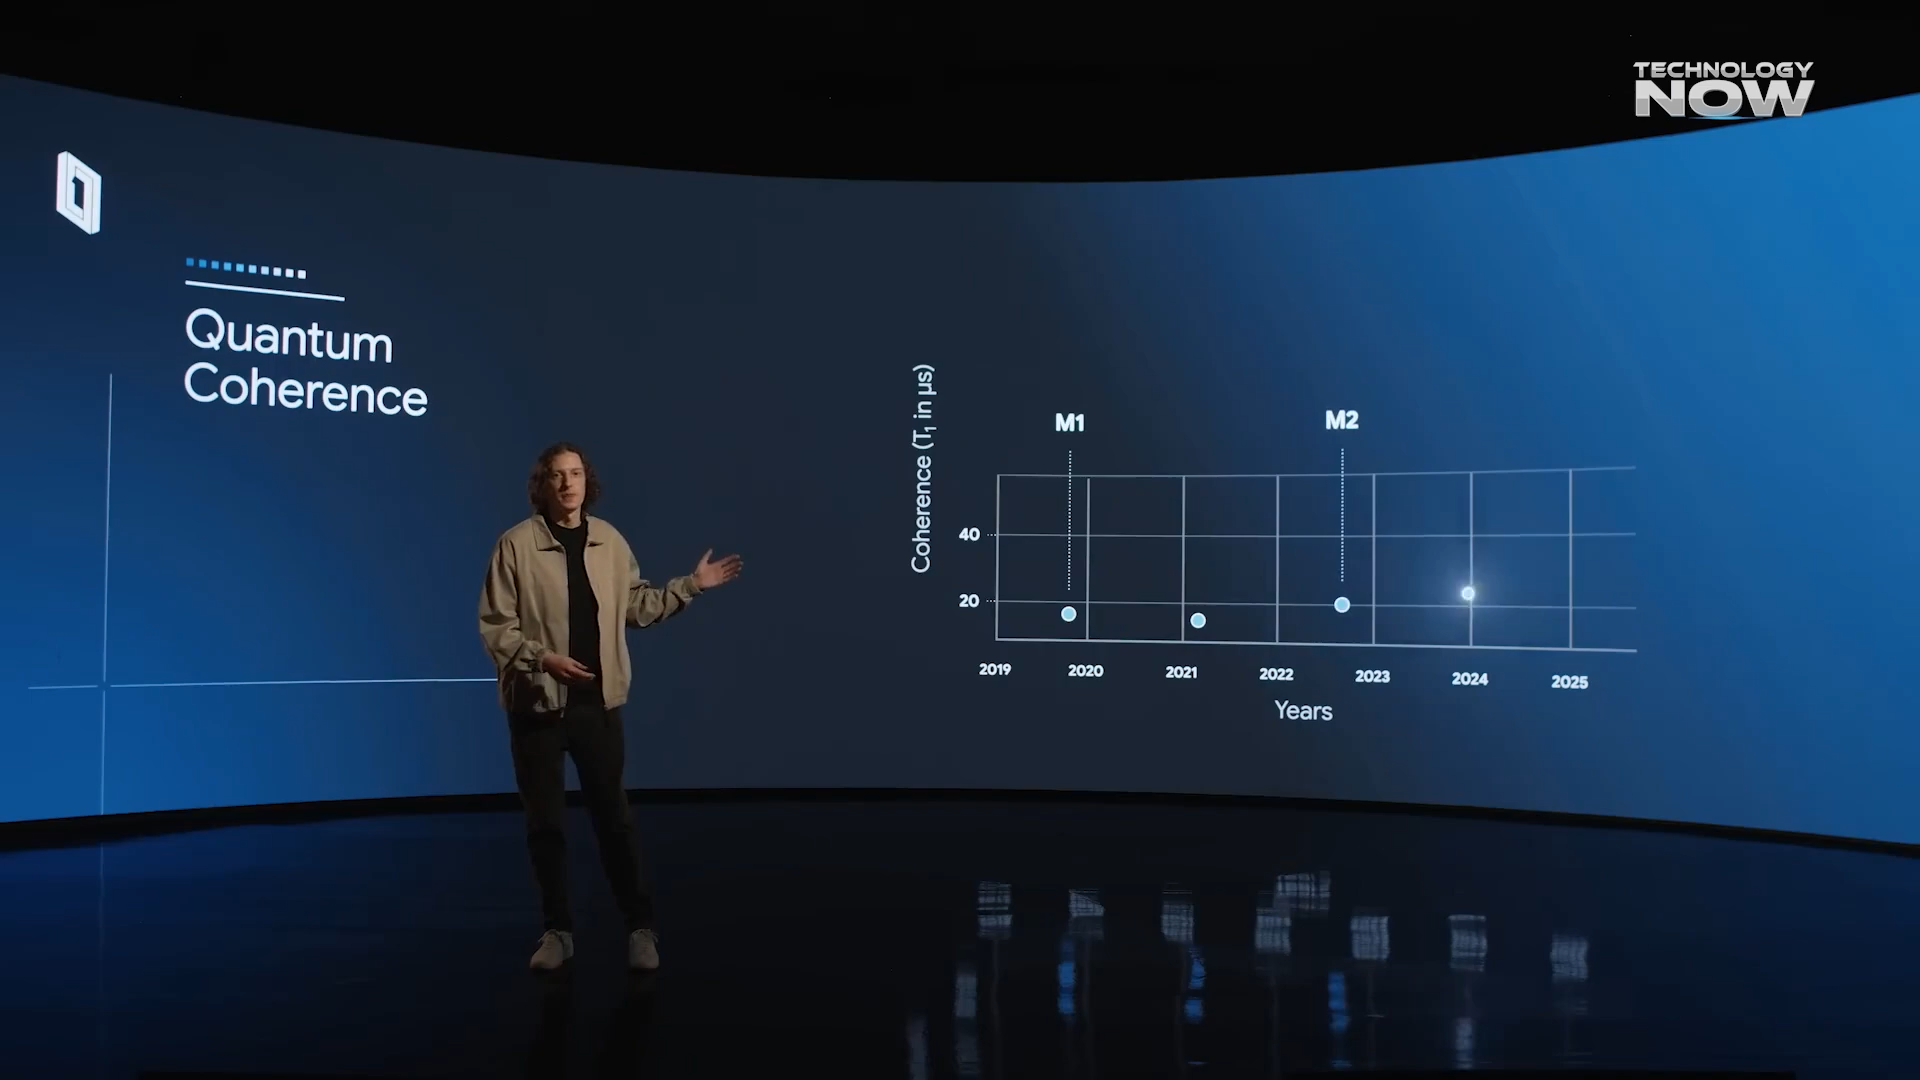 TECHNOLOGY
NOW
Quantum
Coherence
Coherence (T₁ in μs)
M1
M2
40
20
2019
2020
2021
2022
2023
2024
2025
Years